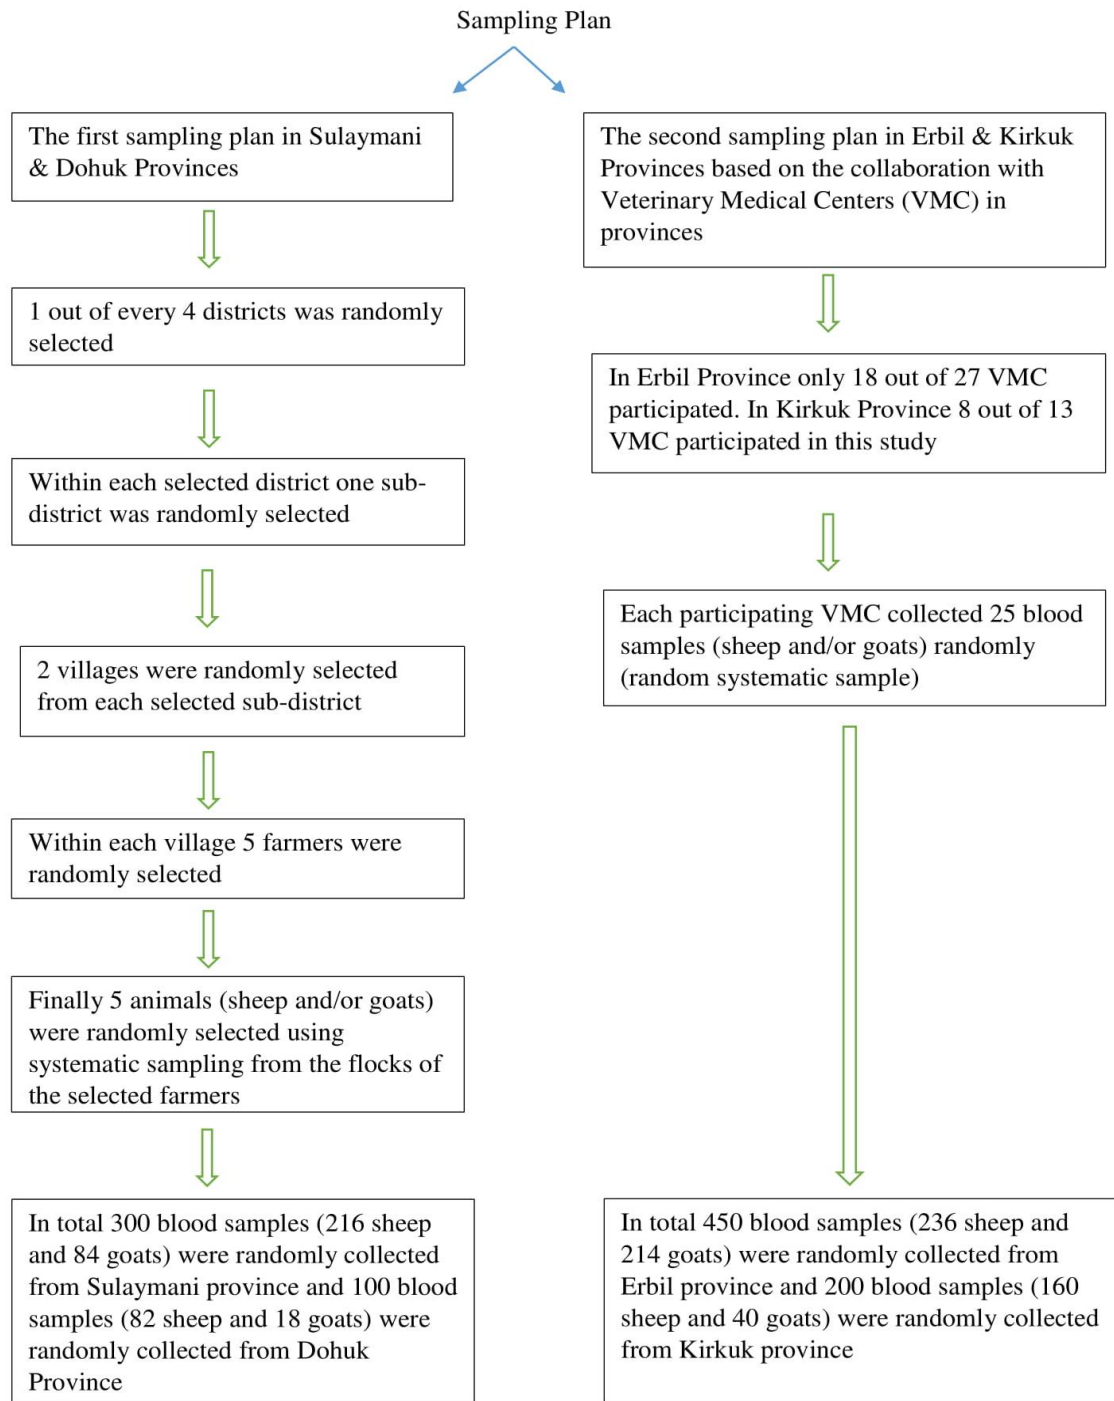 Sampling Plan
The first sampling plan in Sulaymani
& Dohuk Provinces
1 out of every 4 districts was randomly
selected
Within each selected district one sub-
district was randomly selected
2 villages were randomly selected
from each selected sub-district
Within each village 5 farmers were
randomly selected
Finally 5 animals (sheep and/or goats)
were randomly selected using
systematic sampling from the flocks of
the selected farmers
In total 300 blood samples (216 sheep
and 84 goats) were randomly collected
from Sulaymani province and 100 blood
samples (82 sheep and 18 goats) were
randomly collected from Dohuk
Province
The second sampling plan in Erbil & Kirkuk
Provinces based on the collaboration with
Veterinary Medical Centers (VMC) in
provinces
In Erbil Province only 18 out of 27 VMC
participated. In Kirkuk Province 8 out of 13
VMC participated in this study
Each participating VMC collected 25 blood
samples (sheep and/or goats) randomly
(random systematic sample)
In total 450 blood samples (236 sheep and
214 goats) were randomly collected from
Erbil province and 200 blood samples (160
sheep and 40 goats) were randomly collected
from Kirkuk province